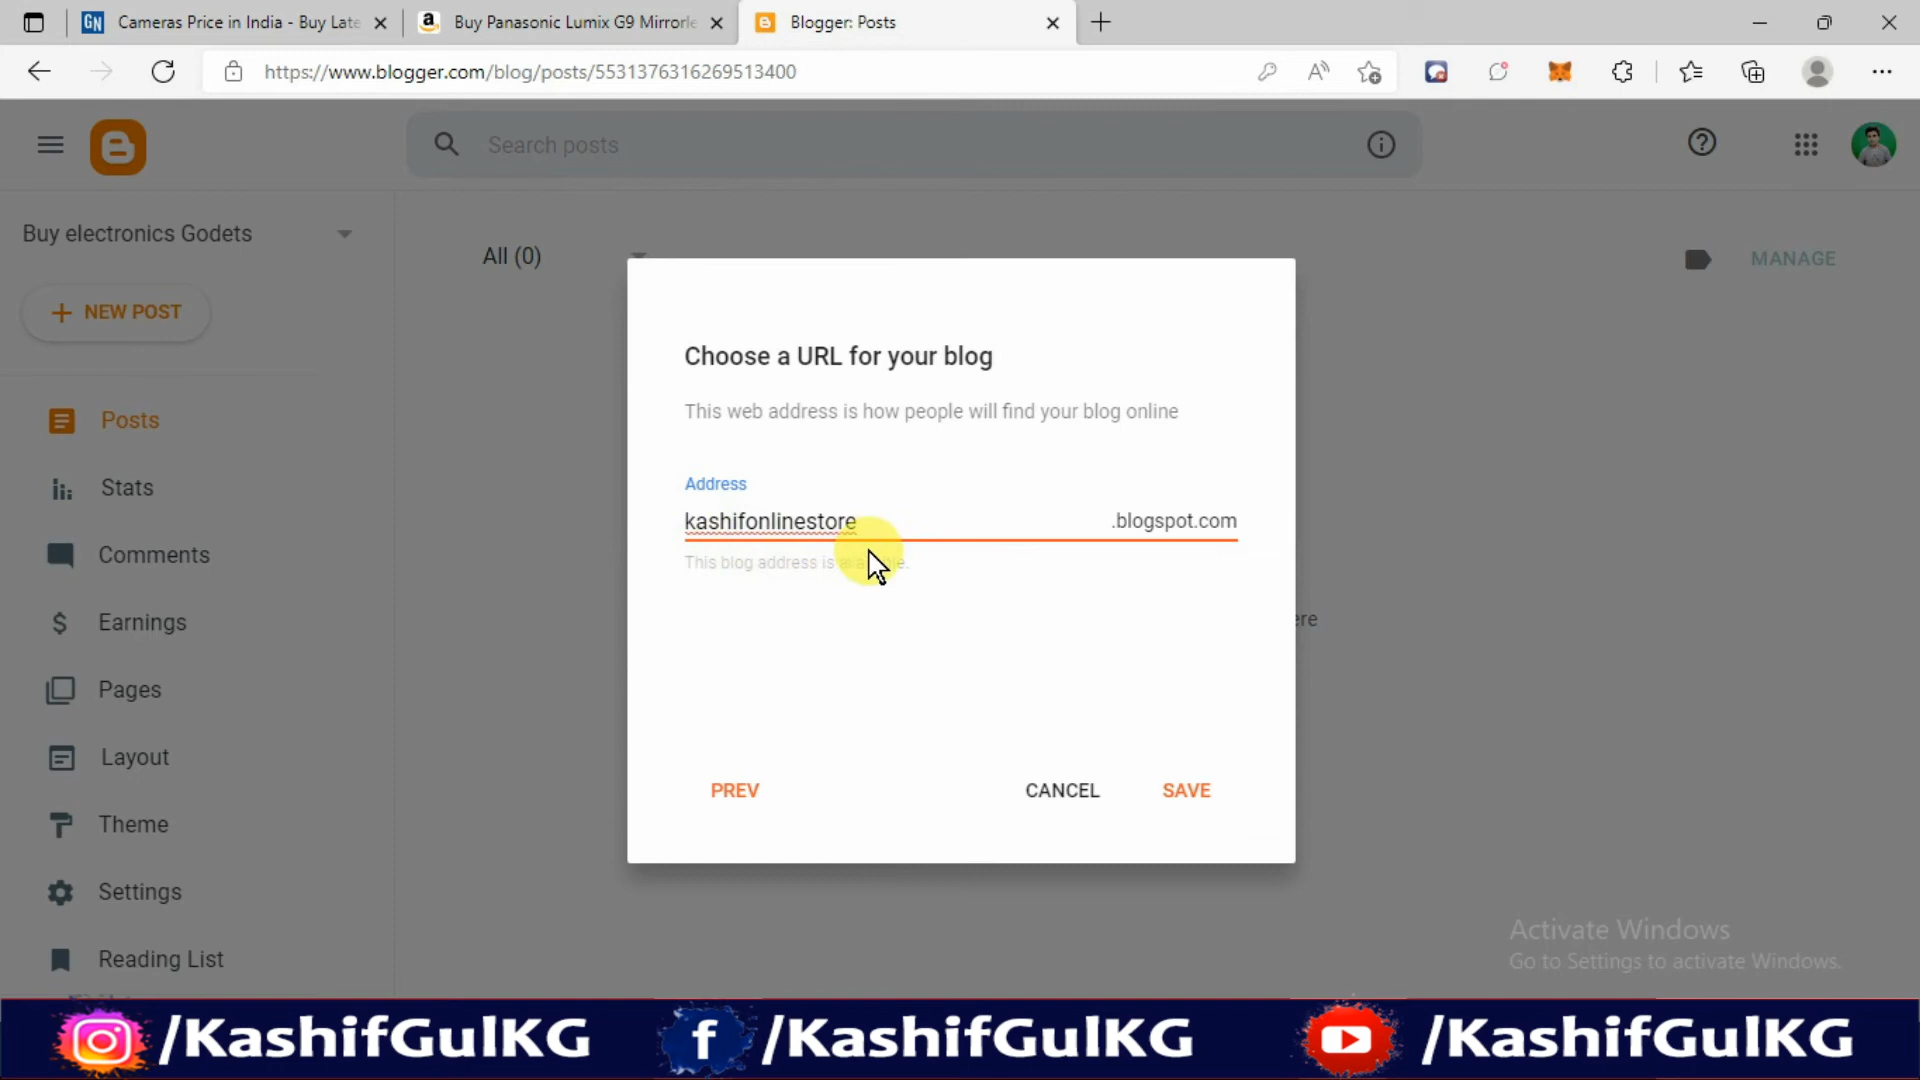 GN Cameras Price in India - Buy Late
Buy Panasonic Lumix G9 Mirrorle
Blogger: Posts
https://www.blogger.com/blog/posts/5531376316269513400
Search posts
Buy electronics Godets
All (0)
MANAGE
NEW POST
Posts
Stats
Comments
Earnings
Pages
Layout
Theme
Settings
Reading List
Choose a URL for your blog
This web address is how people will find your blog online
Address
kashifonlinestore .blogspot.com
This blog address is
PREV CANCEL SAVE
ere
Activate Windows
Go to Settings to activate Windows.
/KashifGulKG /KashifGulKG /KashifGulKG